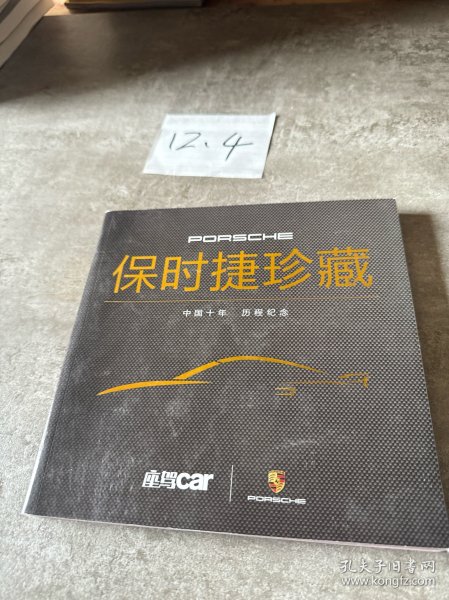 12.4
PORSCHE
保时捷珍藏
中国十年 历程纪念
座驾car
PORSCHE
孔夫子旧书网
www.kongfz.com